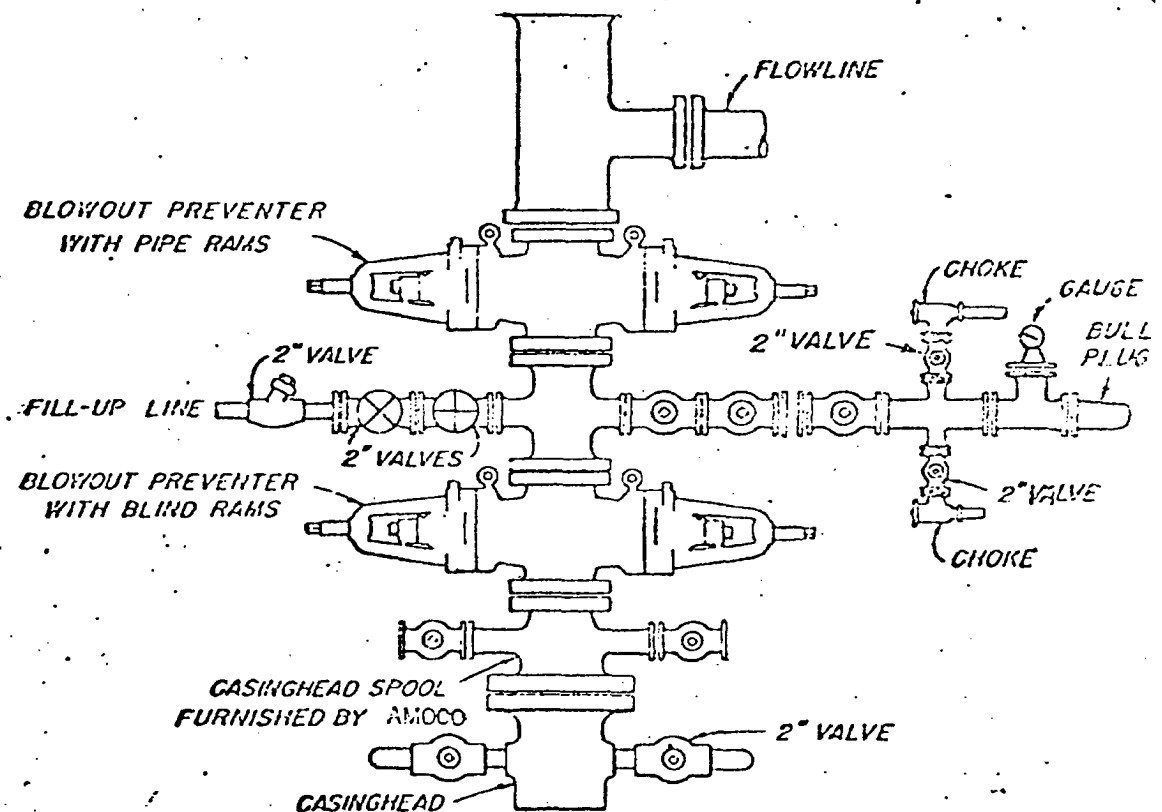 FLOWLINE
BLOWOUT PREVENTER
WITH PIPE RAMS
CHOKE
GAUGE
2" VALVE
BULL
PLUG
2" VALVE
FILL-UP LINE
2" VALVES
BLOWOUT PREVENTER
WITH BLIND RAMS
2" VALVE
CHOKE
CASINGHEAD SPOOL
FURNISHED BY AMOCO
2" VALVE
CASINGHEAD